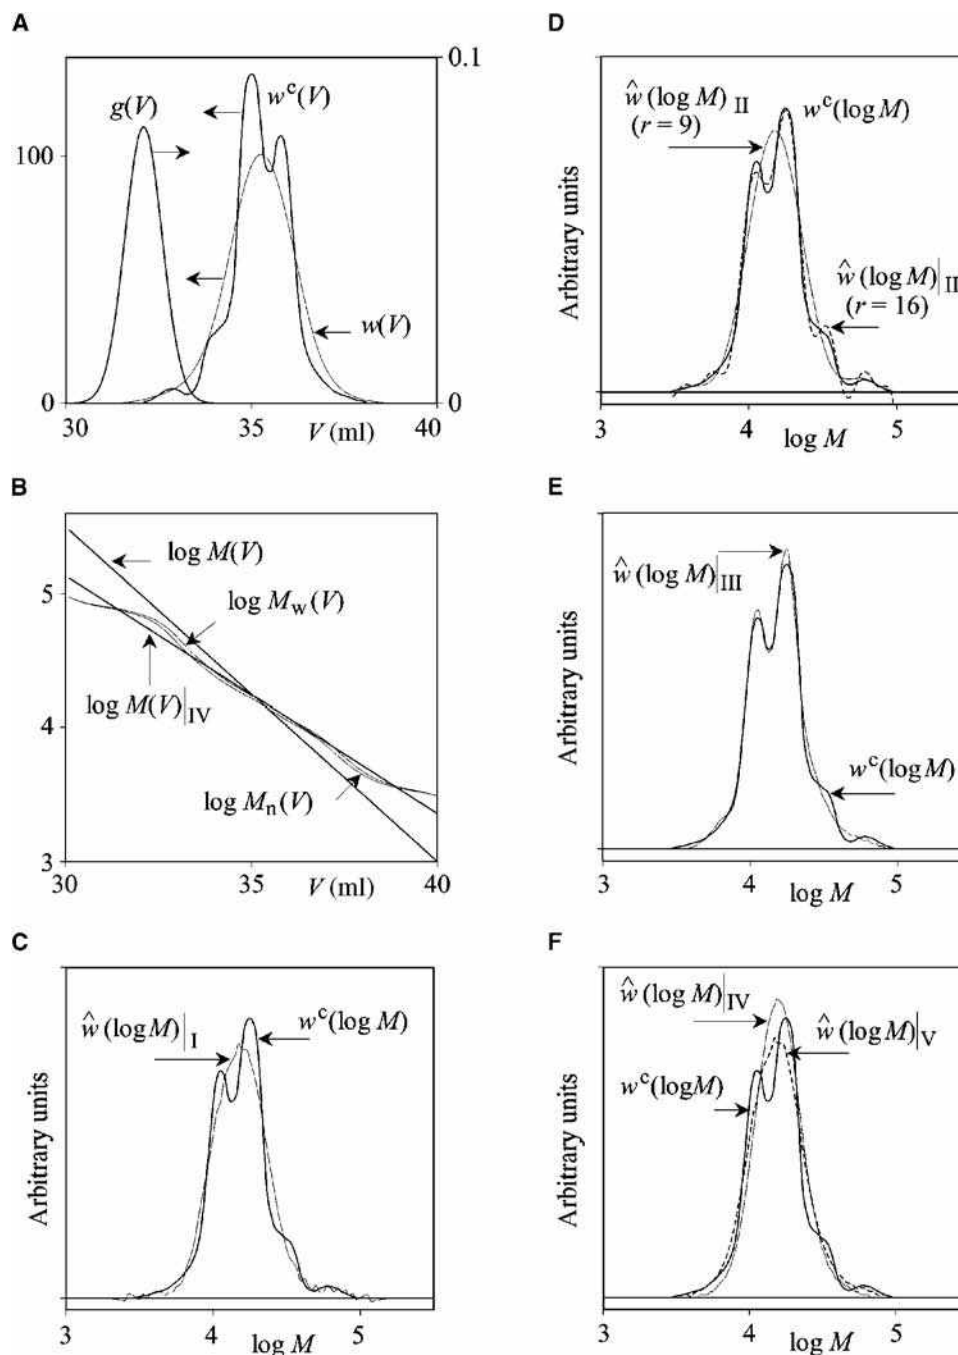 A
g(V)
w^c(V)
w(V)
0.1
100
0
0
30
35
40
V (ml)
B
log M(V)
log M_w(V)
log M(V)|_IV
log M_n(V)
5
4
3
30
35
40
V (ml)
C
ŵ (log M)|_I
w^c(log M)
Arbitrary units
3
4
5
log M
D
ŵ (log M)_II
(r = 9)
w^c(log M)
ŵ (log M)|_II
(r = 16)
Arbitrary units
3
4
5
log M
E
ŵ (log M)|_III
w^c(log M)
Arbitrary units
3
4
5
log M
F
ŵ (log M)|_IV
ŵ (log M)|_V
w^c(log M)
Arbitrary units
3
4
5
log M